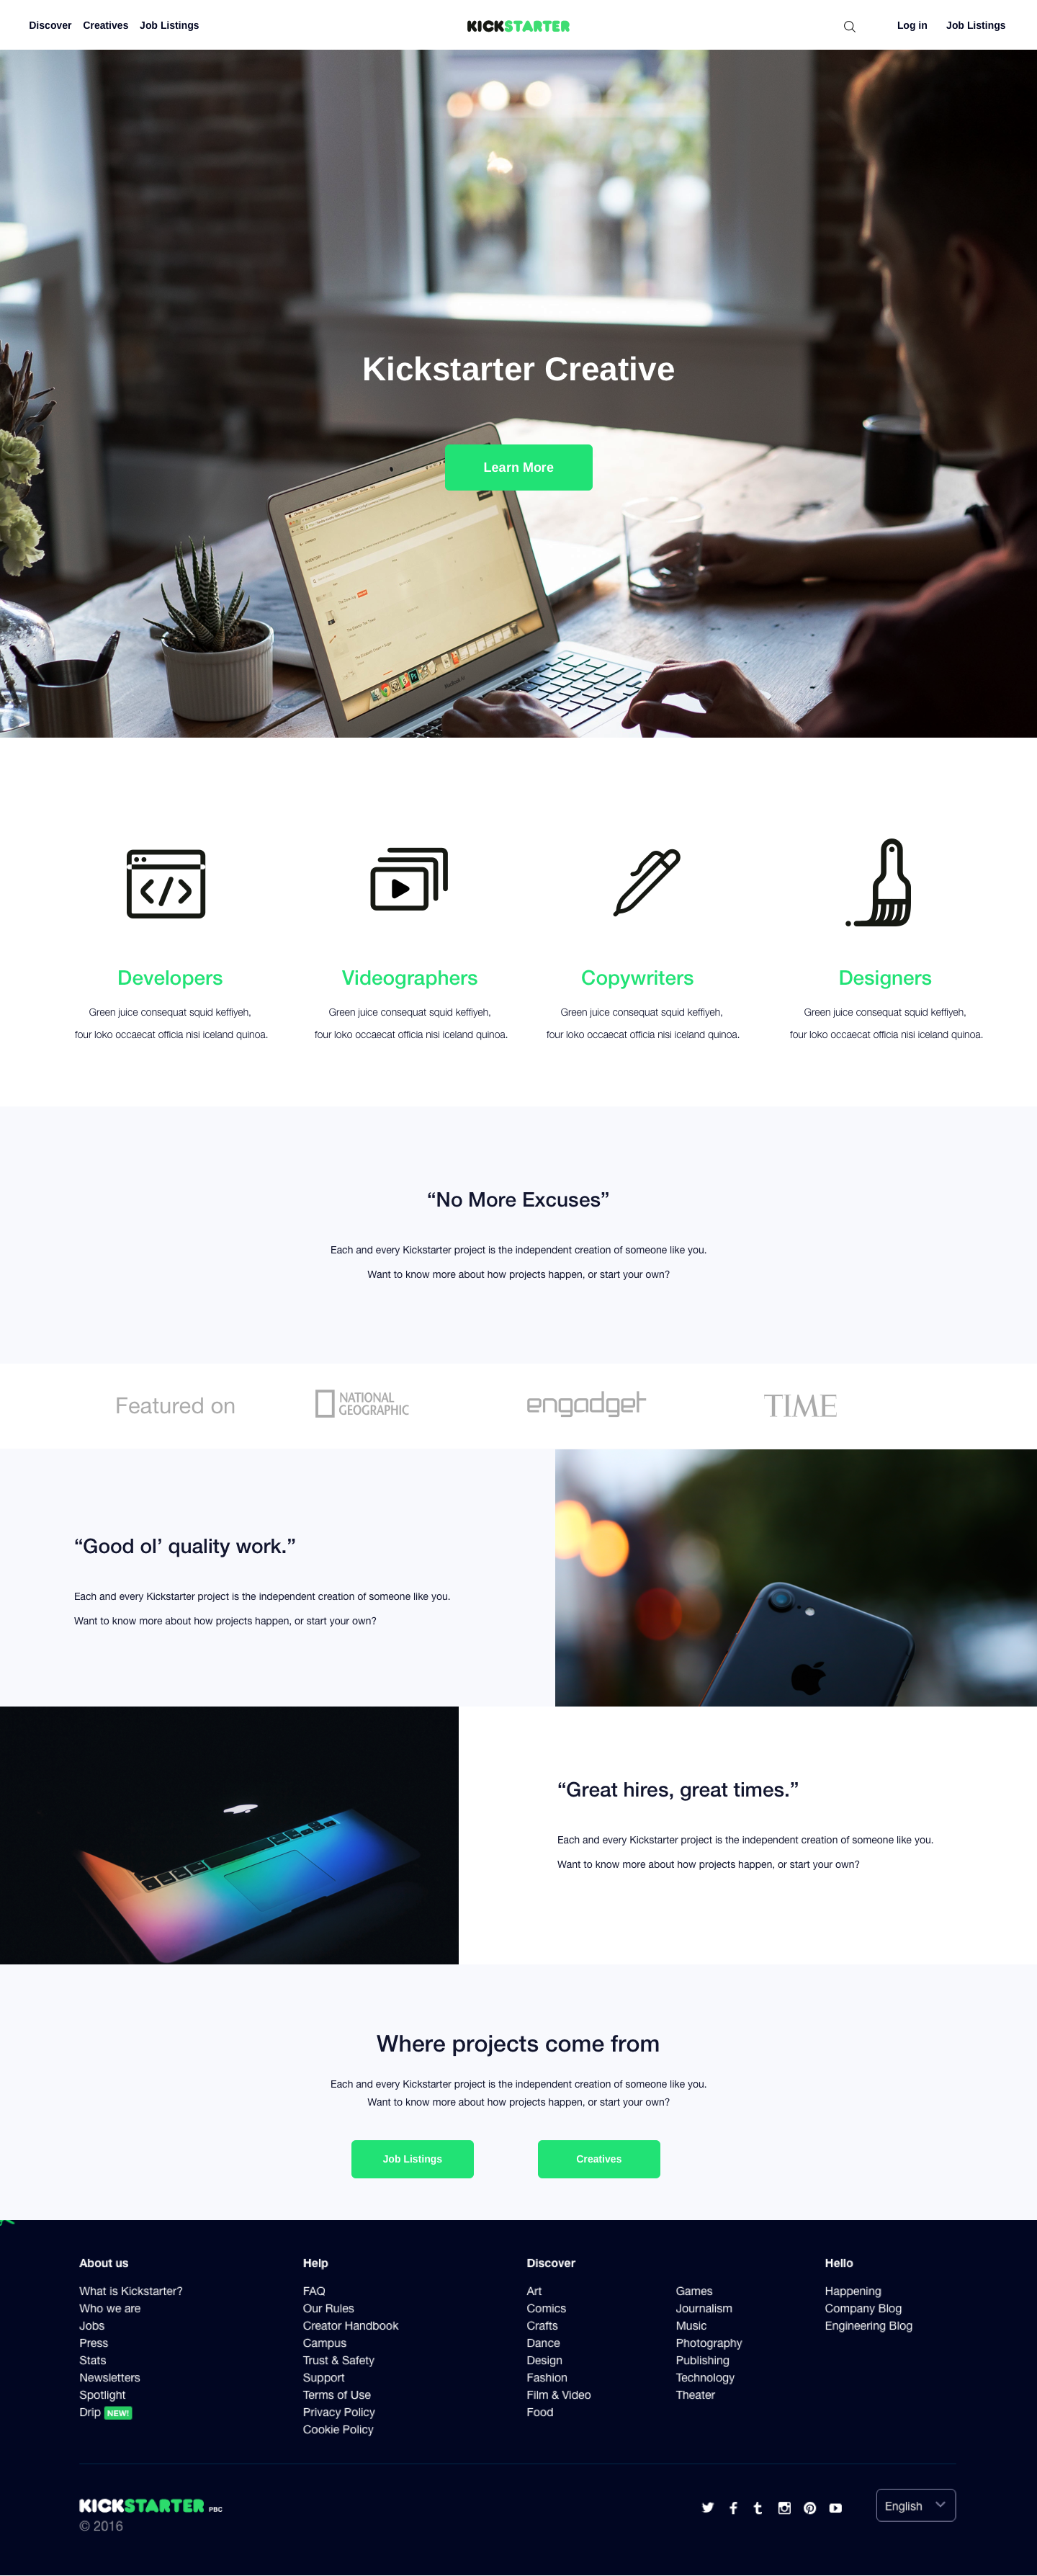 Discover Creatives Job Listings KICKSTARTER Log in Job Listings
Kickstarter Creative
Learn More
Developers Videographers Copywriters Designers
Green juice consequat squid keffiyeh, Green juice consequat squid keffiyeh, Green juice consequat squid keffiyeh, Green juice consequat squid keffiyeh,
four loko occaecat officia nisi iceland quinoa. four loko occaecat officia nisi iceland quinoa. four loko occaecat officia nisi iceland quinoa. four loko occaecat officia nisi iceland quinoa.
“No More Excuses”
Each and every Kickstarter project is the independent creation of someone like you.
Want to know more about how projects happen, or start your own?
Featured on NATIONAL GEOGRAPHIC engadget TIME
“Good ol’ quality work.”
Each and every Kickstarter project is the independent creation of someone like you.
Want to know more about how projects happen, or start your own?
“Great hires, great times.”
Each and every Kickstarter project is the independent creation of someone like you.
Want to know more about how projects happen, or start your own?
Where projects come from
Each and every Kickstarter project is the independent creation of someone like you.
Want to know more about how projects happen, or start your own?
Job Listings Creatives
About us
What is Kickstarter?
Who we are
Jobs
Press
Stats
Newsletters
Spotlight
Drip NEW!
Help
FAQ
Our Rules
Creator Handbook
Campus
Trust & Safety
Support
Terms of Use
Privacy Policy
Cookie Policy
Discover
Art
Comics
Crafts
Dance
Design
Fashion
Film & Video
Food
Games
Journalism
Music
Photography
Publishing
Technology
Theater
Hello
Happening
Company Blog
Engineering Blog
KICKSTARTER PBC
© 2016
English